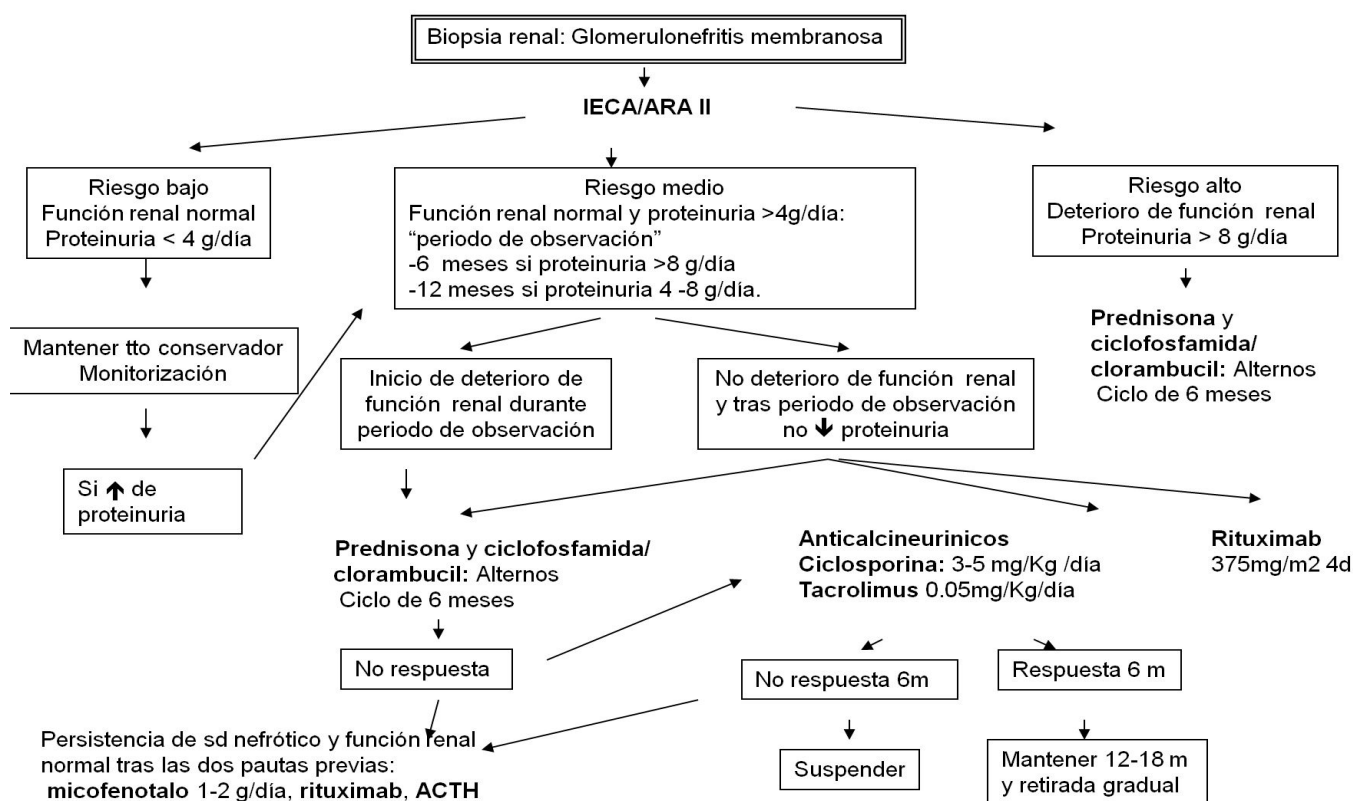 Biopsia renal: Glomerulonefritis membranosa
IECA/ARA II
Riesgo bajo
Función renal normal
Proteinuria < 4 g/día
Riesgo medio
Función renal normal y proteinuria >4g/día:
“periodo de observación”
-6 meses si proteinuria >8 g/día
-12 meses si proteinuria 4 -8 g/día.
Riesgo alto
Deterioro de función renal
Proteinuria > 8 g/día
Mantener tto conservador
Monitorización
Si ↑ de
proteinuria
Inicio de deterioro de
función renal durante
periodo de observación
No deterioro de función renal
y tras periodo de observación
no ↓ proteinuria
Prednisona y
ciclofosfamida/
clorambucil: Alternos
Ciclo de 6 meses
Prednisona y ciclofosfamida/
clorambucil: Alternos
Ciclo de 6 meses
Anticalcineurinicos
Ciclosporina: 3-5 mg/Kg /día
Tacrolimus 0.05mg/Kg/día
Rituximab
375mg/m2 4d
No respuesta
No respuesta 6m
Respuesta 6 m
Persistencia de sd nefrótico y función renal
normal tras las dos pautas previas:
micofenotalo 1-2 g/día, rituximab, ACTH
Suspender
Mantener 12-18 m
y retirada gradual